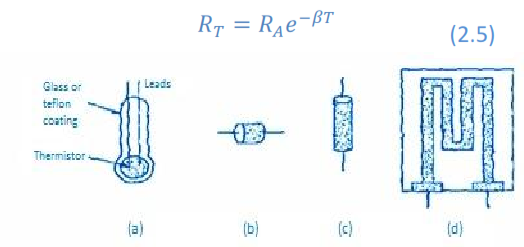 R_T = R_A e^{-βT}
(2.5)
Glass or
teflon
coating
Leads
Thermistor
(a)
(b)
(c)
(d)